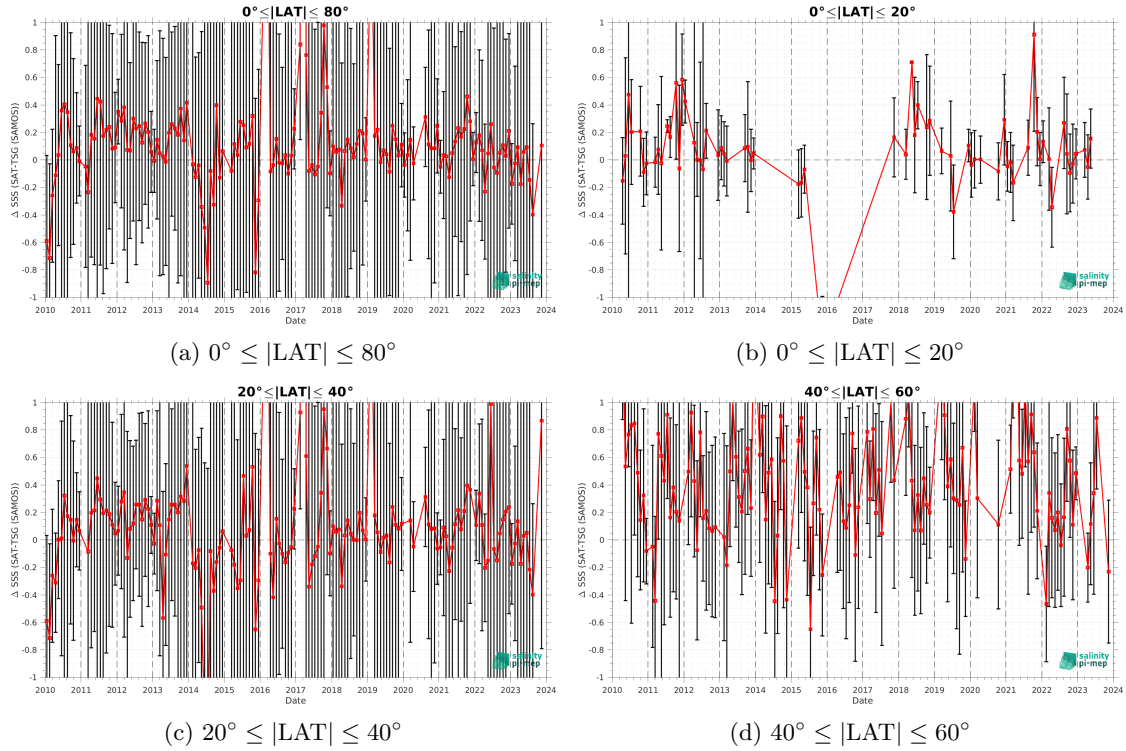 0°≤|LAT|≤ 80°
Δ SSS (SAT-TSG (SAMOS))
1
0.8
0.6
0.4
0.2
0
-0.2
-0.4
-0.6
-0.8
-1
2010 2011 2012 2013 2014 2015 2016 2017 2018 2019 2020 2021 2022 2023 2024
Date
salinity
pi-mep
(a) 0° ≤ |LAT| ≤ 80°
0°≤|LAT|≤ 20°
Δ SSS (SAT-TSG (SAMOS))
1
0.8
0.6
0.4
0.2
0
-0.2
-0.4
-0.6
-0.8
-1
2010 2011 2012 2013 2014 2015 2016 2017 2018 2019 2020 2021 2022 2023 2024
Date
salinity
pi-mep
(b) 0° ≤ |LAT| ≤ 20°
20°≤|LAT|≤ 40°
Δ SSS (SAT-TSG (SAMOS))
1
0.8
0.6
0.4
0.2
0
-0.2
-0.4
-0.6
-0.8
-1
2010 2011 2012 2013 2014 2015 2016 2017 2018 2019 2020 2021 2022 2023 2024
Date
salinity
pi-mep
(c) 20° ≤ |LAT| ≤ 40°
40°≤|LAT|≤ 60°
Δ SSS (SAT-TSG (SAMOS))
1
0.8
0.6
0.4
0.2
0
-0.2
-0.4
-0.6
-0.8
-1
2010 2011 2012 2013 2014 2015 2016 2017 2018 2019 2020 2021 2022 2023 2024
Date
salinity
pi-mep
(d) 40° ≤ |LAT| ≤ 60°